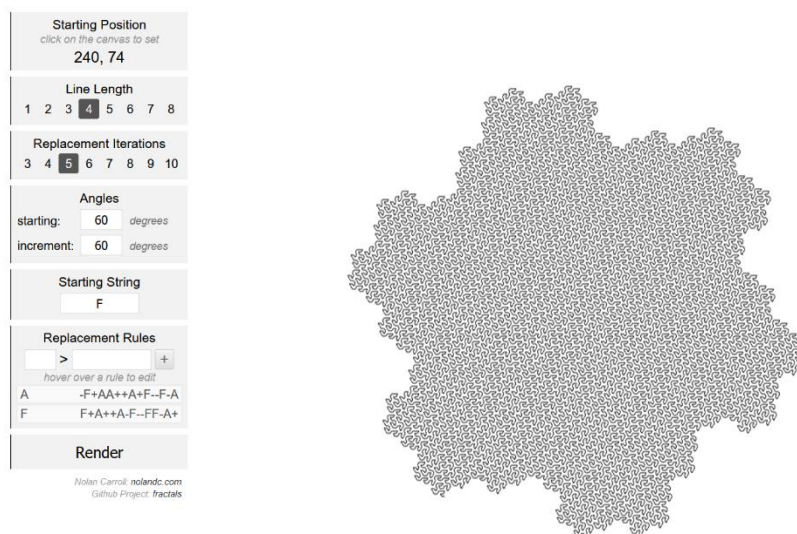 Starting Position
click on the canvas to set
240, 74
Line Length
1 2 3 4 5 6 7 8
Replacement Iterations
3 4 5 6 7 8 9 10
Angles
starting: 60 degrees
increment: 60 degrees
Starting String
F
Replacement Rules
> +
hover over a rule to edit
A -F+AA++A+F--F-A
F F+A++A-F--FF-A+
Render
Nolan Carroll: nolandc.com
Github Project: fractals